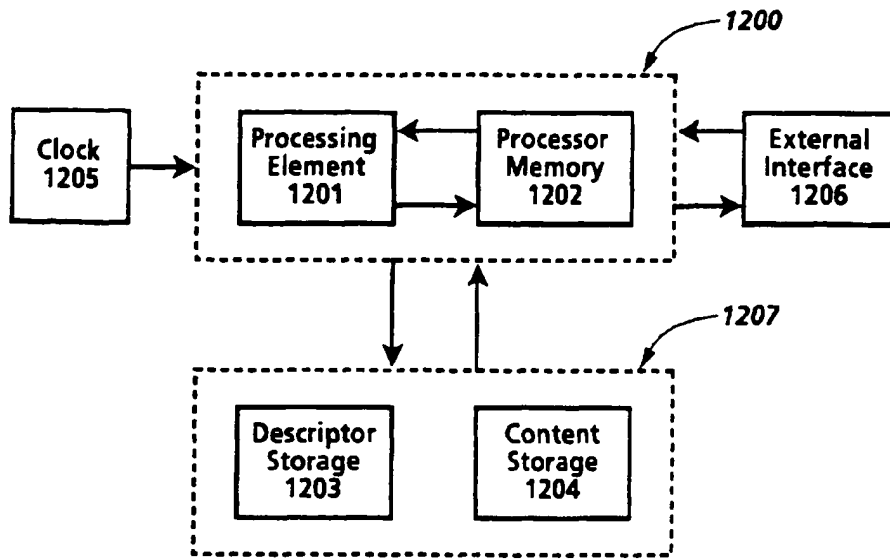 1200
Clock
1205
Processing
Element
1201
Processor
Memory
1202
External
Interface
1206
1207
Descriptor
Storage
1203
Content
Storage
1204